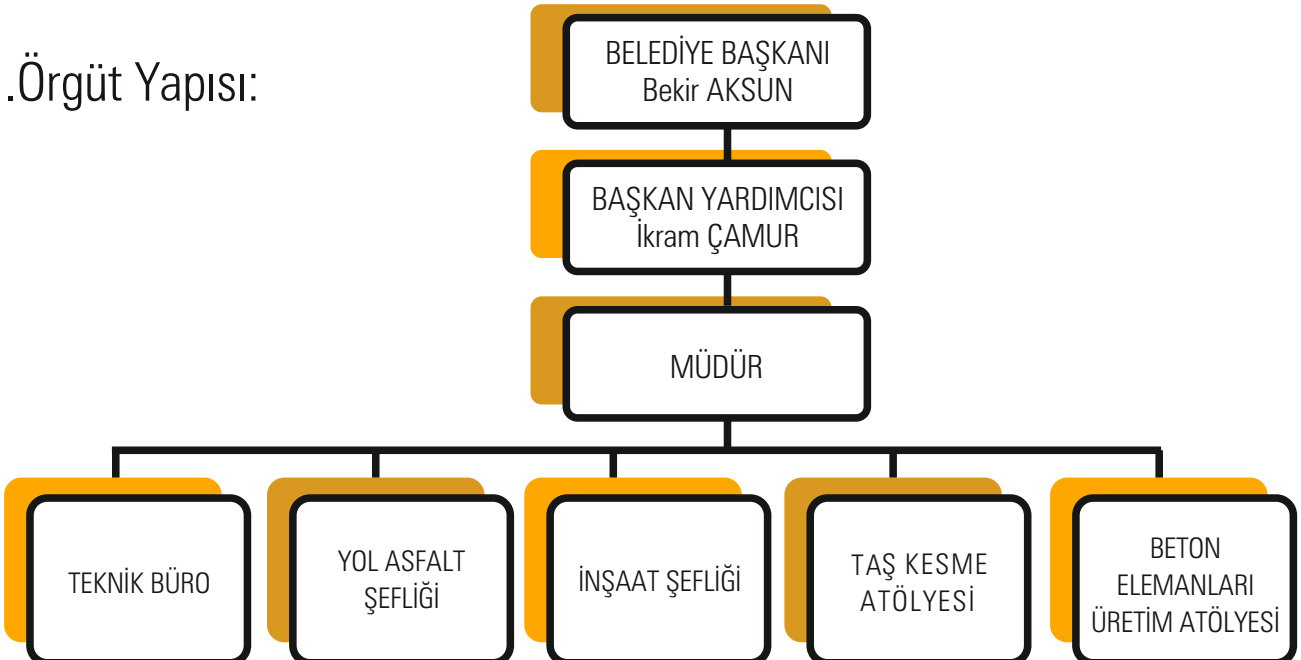 .Örgüt Yapısı:
BELEDİYE BAŞKANI
Bekir AKSUN
BAŞKAN YARDIMCISI
İkram ÇAMUR
MÜDÜR
TEKNİK BÜRO
YOL ASFALT
ŞEFLİĞİ
İNŞAAT ŞEFLİĞİ
TAŞ KESME
ATÖLYESİ
BETON
ELEMANLARI
ÜRETİM ATÖLYESİ